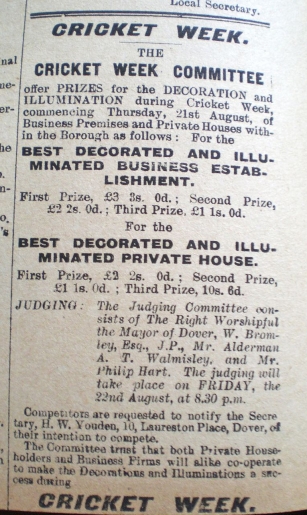 Local Secretary.
CRICKET WEEK.
THE
CRICKET WEEK COMMITTEE
offer PRIZES for the DECORATION and
ILLUMINATION during Cricket Week,
commencing Thursday, 21st August, of
Business Premises and Private Houses with-
in the Borough as follows: For the
BEST DECORATED AND ILLU-
MINATED BUSINESS ESTAB-
LISHMENT.
First Prize, £3 3s. 0d.; Second Prize,
£2 2s. 0d.; Third Prize, £1 1s. 0d.
For the
BEST DECORATED AND ILLU-
MINATED PRIVATE HOUSE.
First Prize, £2 2s. 0d.; Second Prize,
£1 1s. 0d.; Third Prize, 10s. 6d.
JUDGING: The Judging Committee con-
sists of The Right Worshipful
the Mayor of Dover, W. Brom-
ley, Esq., J.P., Mr. Alderman
A. T. Walmisley, and Mr.
Philip Hart. The judging will
take place on FRIDAY, the
22nd August, at 8.30 p.m.
Competitors are requested to notify the Secre
tary, H. W. Youden, 10, Laureston Place, Dover, of
their intention to compete.
The Committee trust that both Private House-
holders and Business Firms will alike co-operate
to make the Decorations and Illuminations a suc-
cess during
CRICKET WEEK.